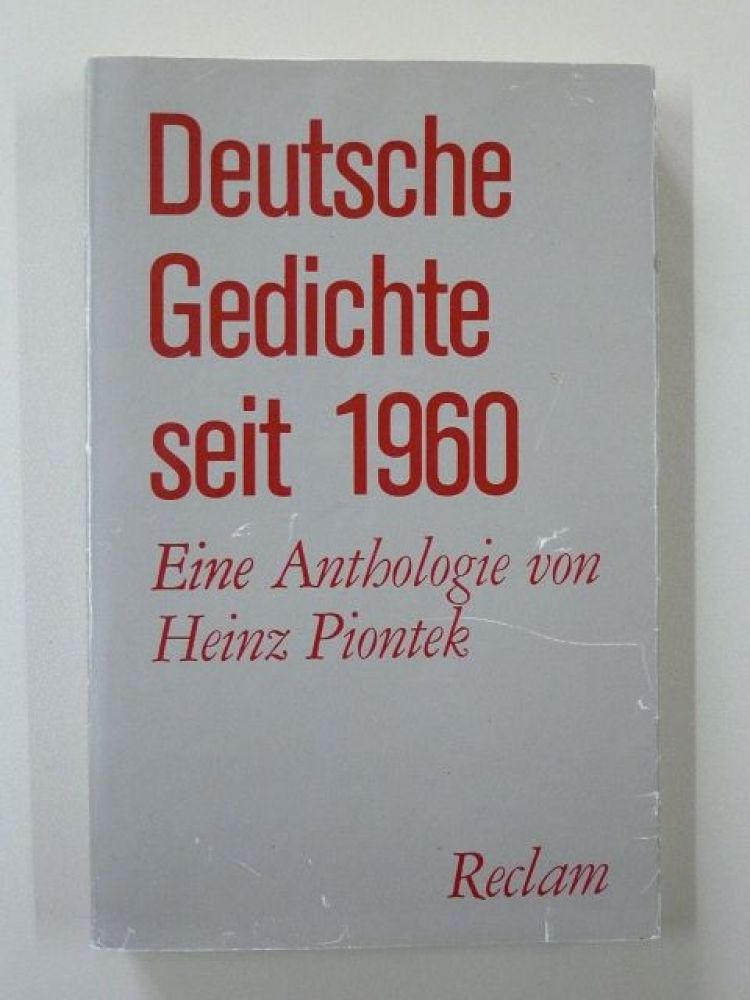 Deutsche
Gedichte
seit 1960
Eine Anthologie von
Heinz Piontek
Reclam